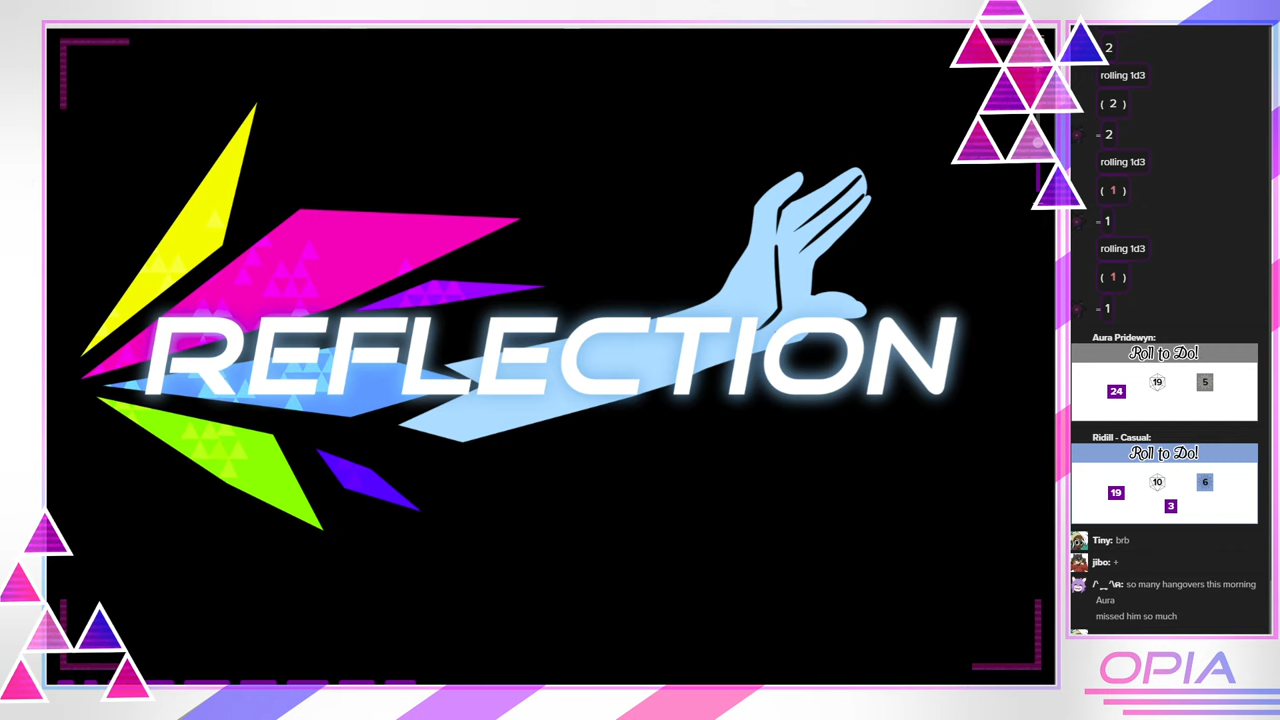 REFLECTION
2
rolling 1d3
( 2 )
= 2
rolling 1d3
( 1 )
= 1
rolling 1d3
( 1 )
= 1
Aura Pridewyn:
Roll to Do!
24 19 5
Ridill - Casual:
Roll to Do!
19 10 6
3
Tiny: brb
jibo: +
so many hangovers this morning
Aura
missed him so much
OPIA